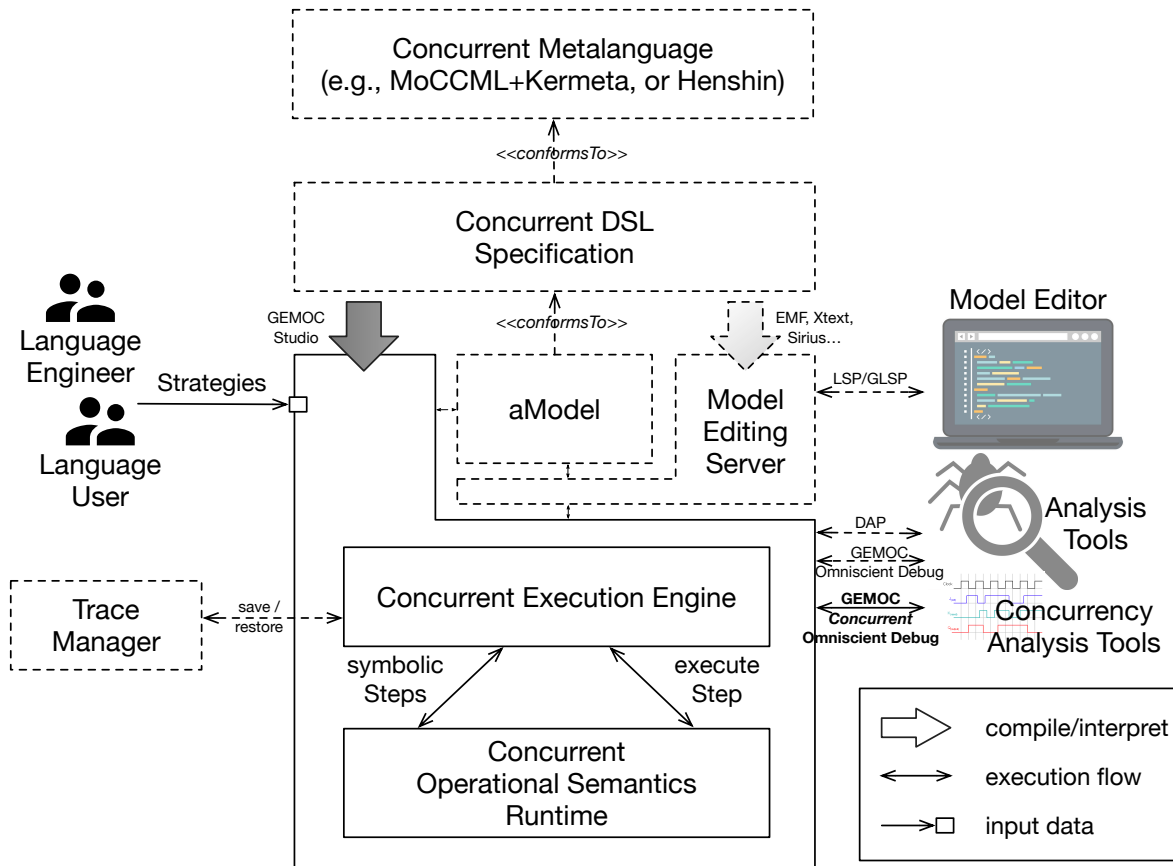 Concurrent Metalanguage
(e.g., MoCCML+Kermeta, or Henshin)
<<conformsTo>>
Concurrent DSL
Specification
GEMOC
Studio
<<conformsTo>>
EMF, Xtext,
Sirius…
Model Editor
Language
Engineer
Strategies
Language
User
aModel
Model
Editing
Server
LSP/GLSP
DAP
Analysis
Tools
GEMOC
Omniscient Debug
GEMOC
Concurrent
Omniscient Debug
Concurrency
Analysis Tools
Trace
Manager
save /
restore
Concurrent Execution Engine
symbolic
Steps
execute
Step
Concurrent
Operational Semantics
Runtime
compile/interpret
execution flow
input data